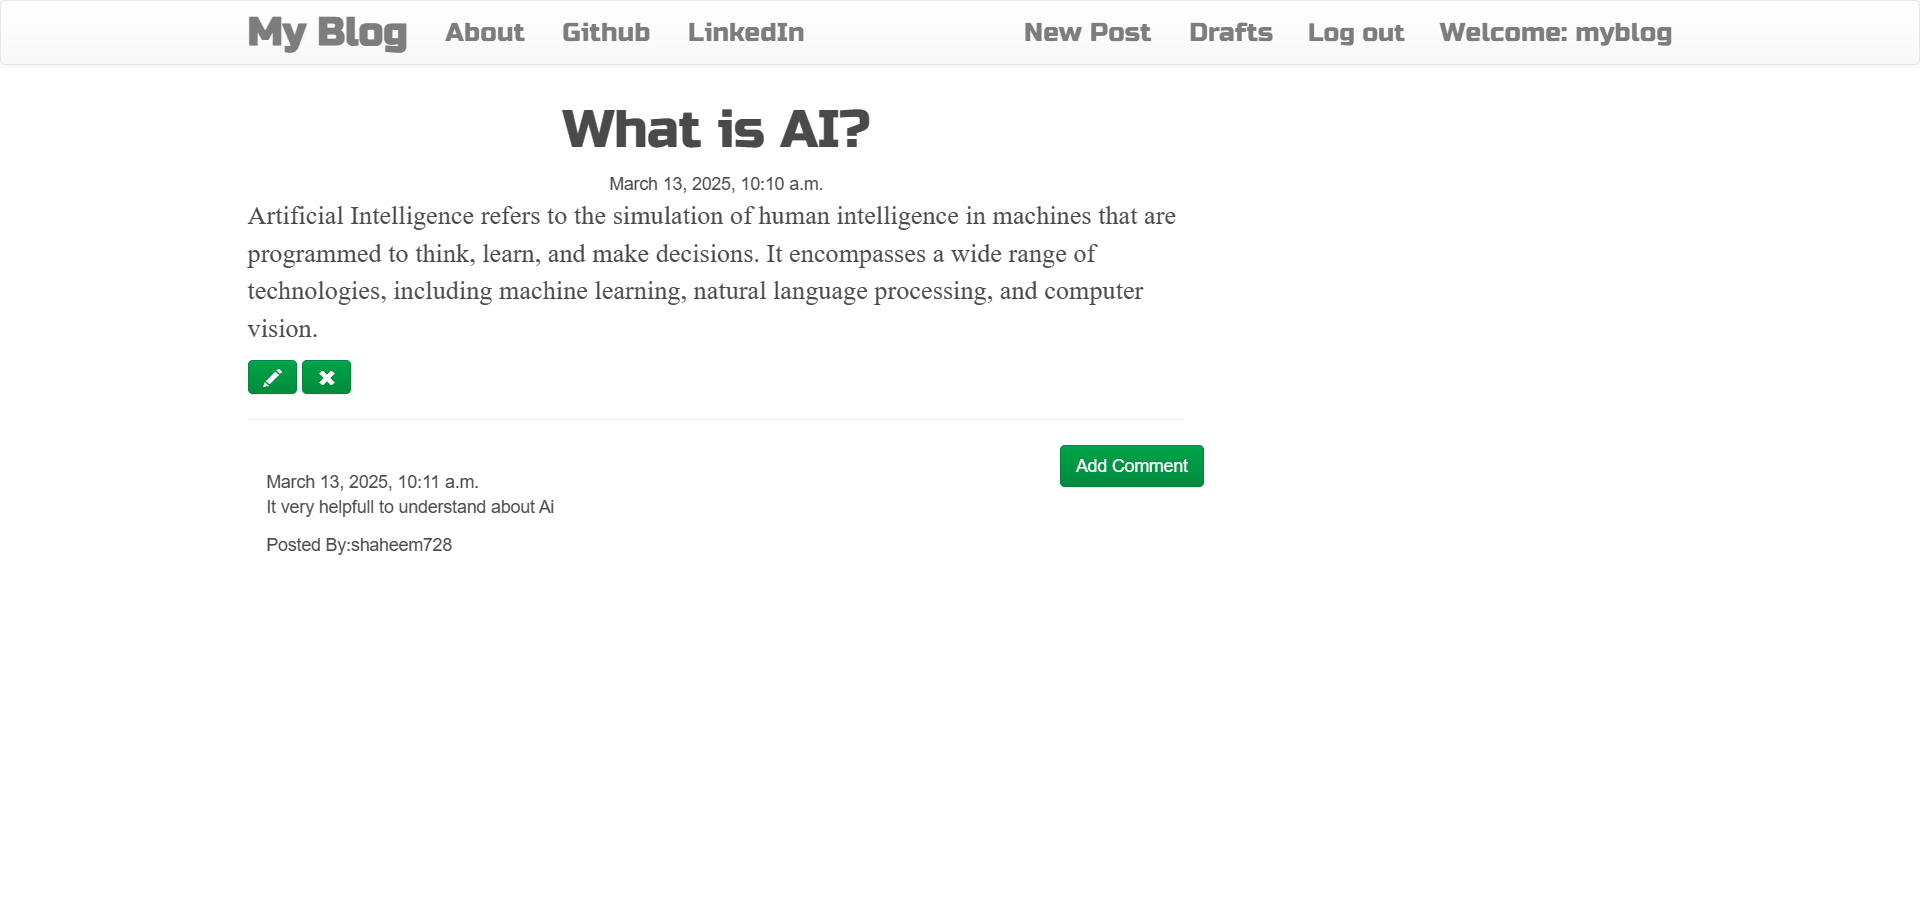 My Blog About Github LinkedIn New Post Drafts Log out Welcome: myblog
What is AI?
March 13, 2025, 10:10 a.m.
Artificial Intelligence refers to the simulation of human intelligence in machines that are
programmed to think, learn, and make decisions. It encompasses a wide range of
technologies, including machine learning, natural language processing, and computer
vision.
Add Comment
March 13, 2025, 10:11 a.m.
It very helpfull to understand about Ai
Posted By:shaheem728